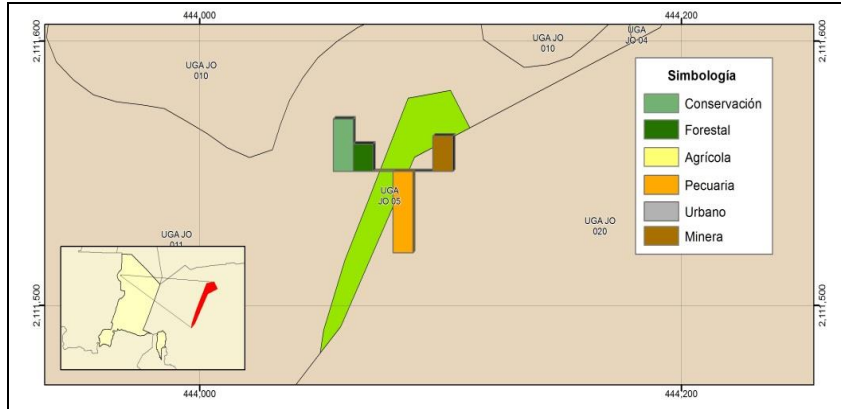 444,000
444,200
2,111,600
2,111,600
UGA JO
010
UGA JO
010
UGA
JO 04
Simbología
Conservación
Forestal
Agrícola
Pecuaria
Urbano
Minera
UGA
JO 05
UGA JO
020
UGA JO
011
2,111,500
2,111,500
444,000
444,200